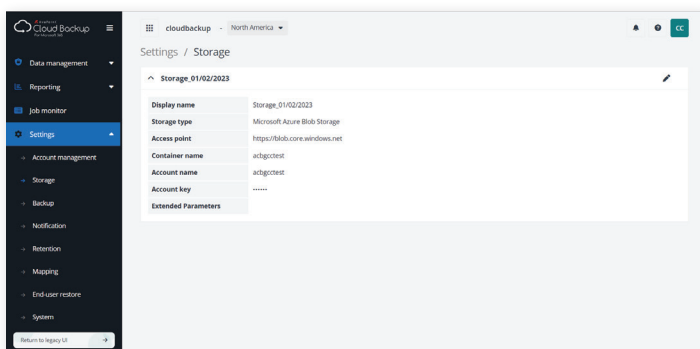 Cloud Backup
For Microsoft 365
cloudbackup - North America
CC
Settings / Storage
Data management
Reporting
Job monitor
Settings
Account management
Storage
Backup
Notification
Retention
Mapping
End-user restore
System
Return to legacy UI
Storage_01/02/2023
Display name Storage_01/02/2023
Storage type Microsoft Azure Blob Storage
Access point https://blob.core.windows.net
Container name acbgcctest
Account name acbgcctest
Account key ••••••
Extended Parameters